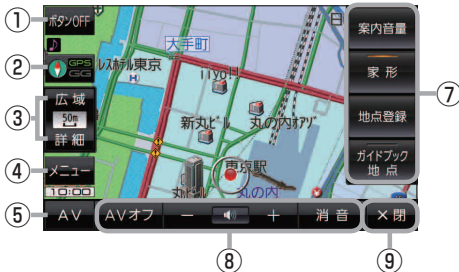 ① ボタンOFF
② GPS
GG
③ 広域
50m
詳細
④ メニュー
10:00
⑤ AV
AVオフ
−
+
消音
⑧
×閉
⑨
案内音量
家形
地点登録
ガイドブック
地点
⑦
大手町
東京
iiyo!!
新丸ビル
丸の内オアゾ
東京駅
丸ビル
丸の内